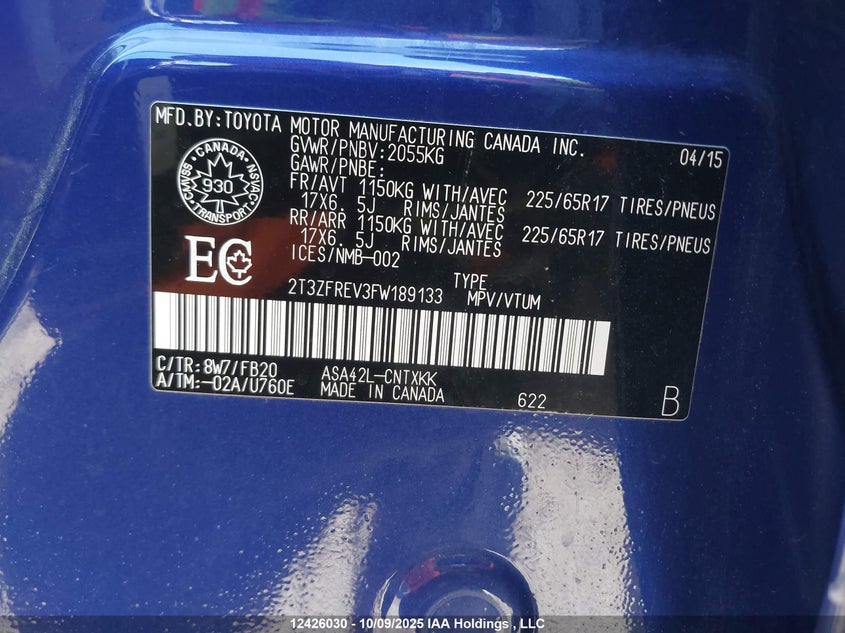 MFD.BY:TOYOTA MOTOR MANUFACTURING CANADA INC.
GVWR/PNBV:2055KG 04/15
GAWR/PNBE:
FR/AVT 1150KG WITH/AVEC 225/65R17 TIRES/PNEUS
17X6. 5J RIMS/JANTES
RR/ARR 1150KG WITH/AVEC 225/65R17 TIRES/PNEUS
17X6. 5J RIMS/JANTES
ICES/NMB-002
CANADA
CMVSS NSVAC
930
TRANSPORT
EC
TYPE
2T3ZFREV3FW189133 MPV/VTUM
C/TR:8W7/FB20 ASA42L-CNTXKK
A/TM:-02A/U760E MADE IN CANADA 622 B
12426030 - 10/09/2025 IAA Holdings , LLC